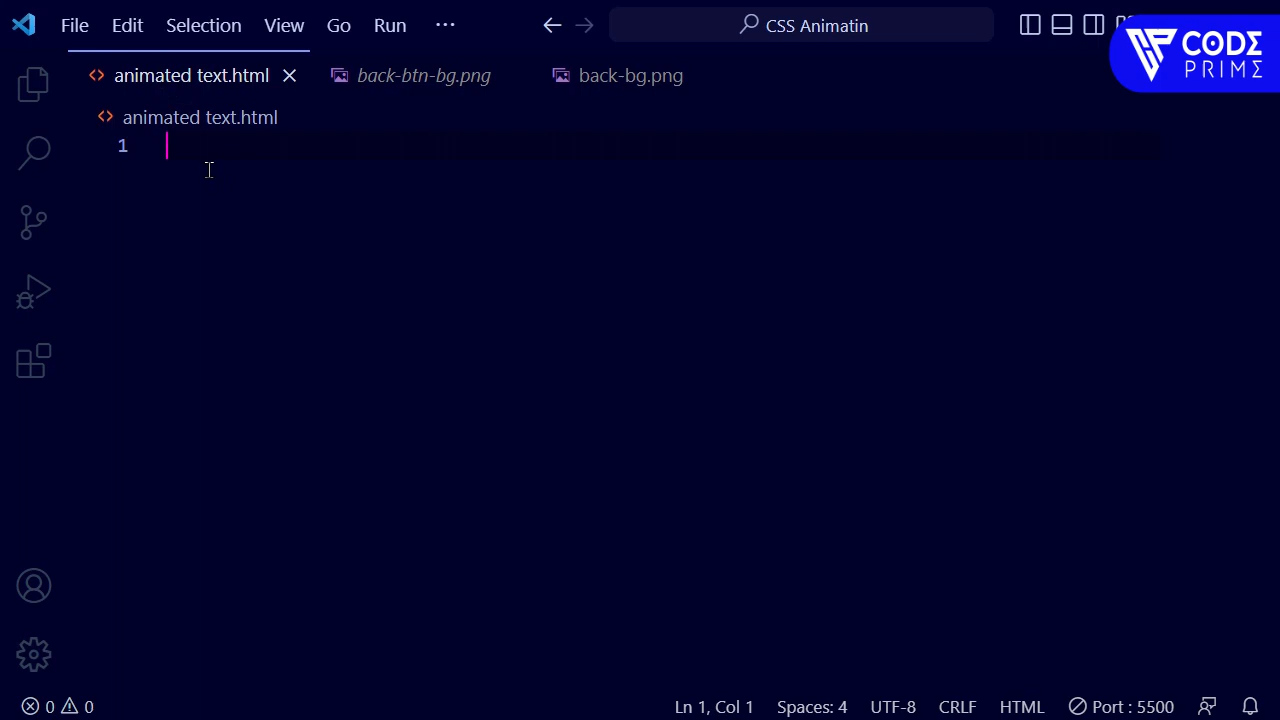 File Edit Selection View Go Run ··· CSS Animatin
CODE
PRIME
animated text.html back-btn-bg.png back-bg.png
animated text.html
1
0 0 Ln 1, Col 1 Spaces: 4 UTF-8 CRLF HTML Port : 5500